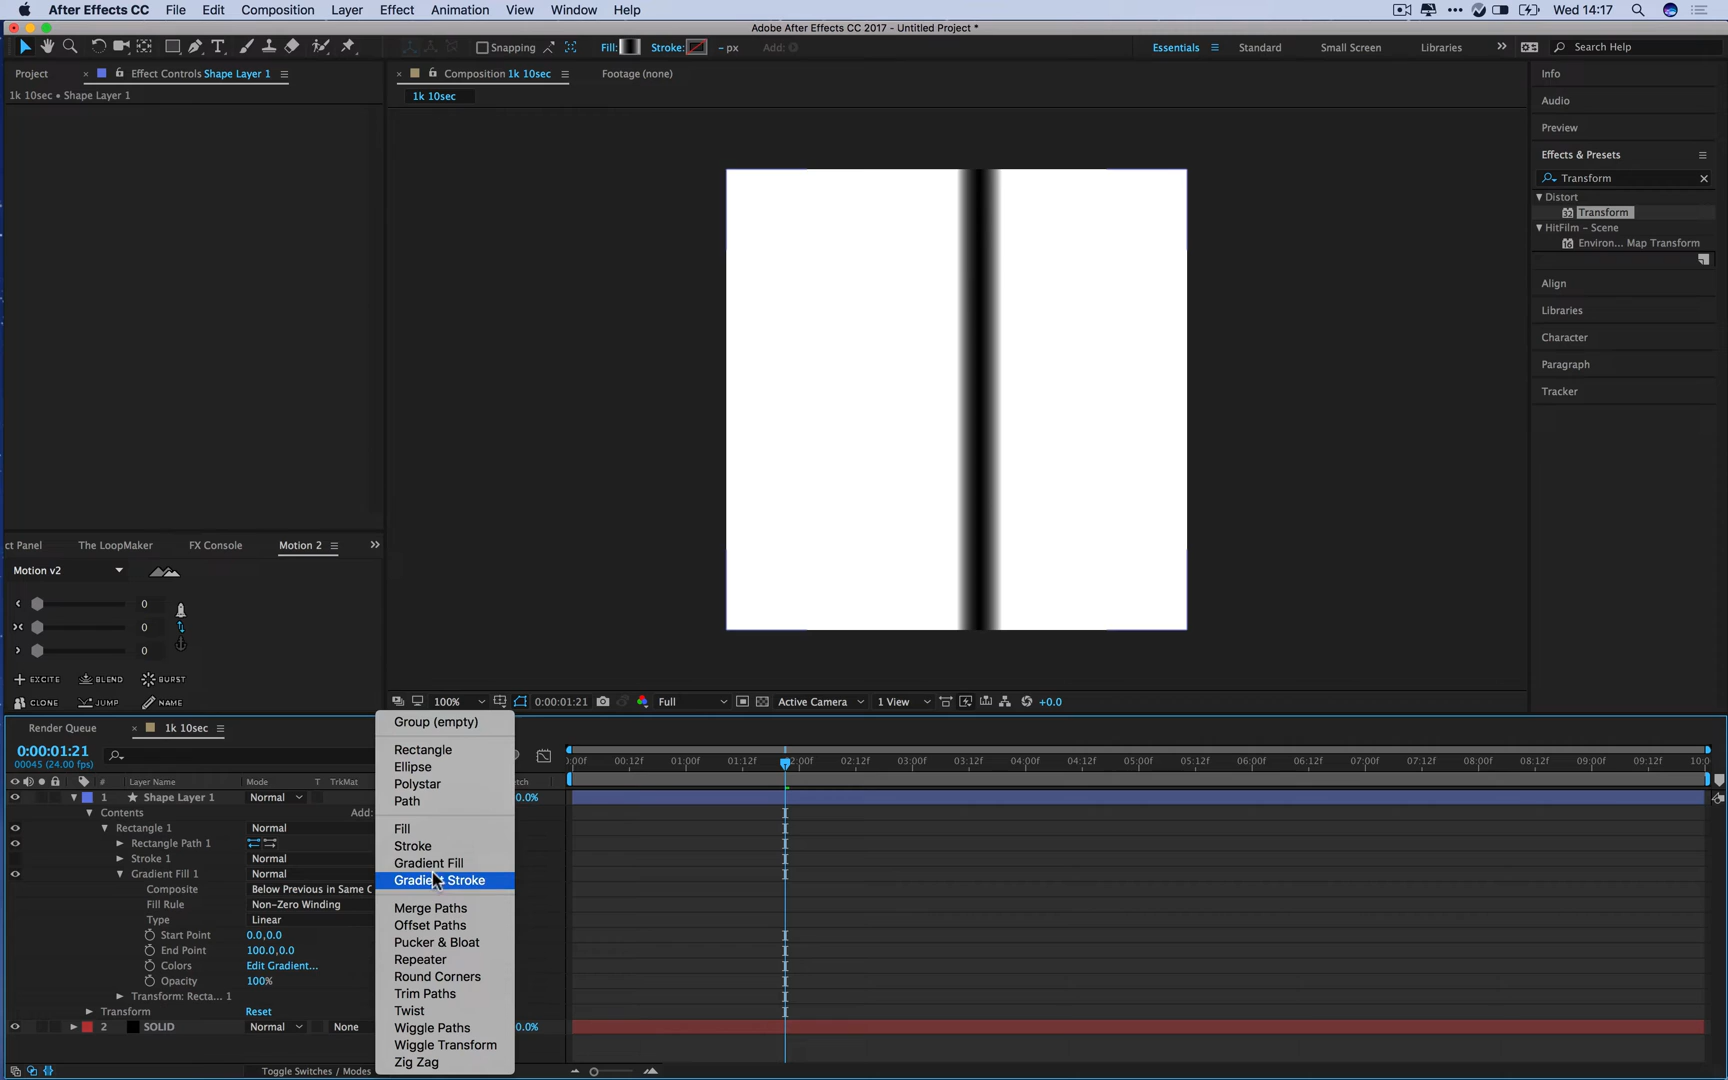 After Effects CC File Edit Composition Layer Effect Animation View Window Help
Wed 14:17
Adobe After Effects CC 2017 - Untitled Project *
Snapping Fill: Stroke: – px Add:
Essentials Standard Small Screen Libraries Search Help
Project Effect Controls Shape Layer 1
1k 10sec • Shape Layer 1
Composition 1k 10sec Footage (none)
1k 10sec
Info
Audio
Preview
Effects & Presets
Transform
Distort
Transform
HitFilm – Scene
Environ... Map Transform
Align
Libraries
Character
Paragraph
Tracker
ct Panel The LoopMaker FX Console Motion 2
Motion v2
0
0
0
EXCITE BLEND BURST
CLONE JUMP NAME
100% 0:00:01:21 Full Active Camera 1 View +0.0
Render Queue 1k 10sec
0:00:01:21
00045 (24.00 fps)
# Layer Name Mode T TrkMat
1 Shape Layer 1 Normal
Contents Add:
Rectangle 1 Normal
Rectangle Path 1
Stroke 1 Normal
Gradient Fill 1 Normal
Composite Below Previous in Same
Fill Rule Non-Zero Winding
Type Linear
Start Point 0.0,0.0
End Point 100.0,0.0
Colors Edit Gradient...
Opacity 100%
Transform: Recta... 1
Transform Reset
2 SOLID Normal None
Toggle Switches / Modes
Group (empty)
Rectangle
Ellipse
Polystar
Path
Fill
Stroke
Gradient Fill
Gradient Stroke
Merge Paths
Offset Paths
Pucker & Bloat
Repeater
Round Corners
Trim Paths
Twist
Wiggle Paths
Wiggle Transform
Zig Zag
tretch
0.0%
0.0%
:00f 00:12f 01:00f 01:12f 02:00f 02:12f 03:00f 03:12f 04:00f 04:12f 05:00f 05:12f 06:00f 06:12f 07:00f 07:12f 08:00f 08:12f 09:00f 09:12f 10:0